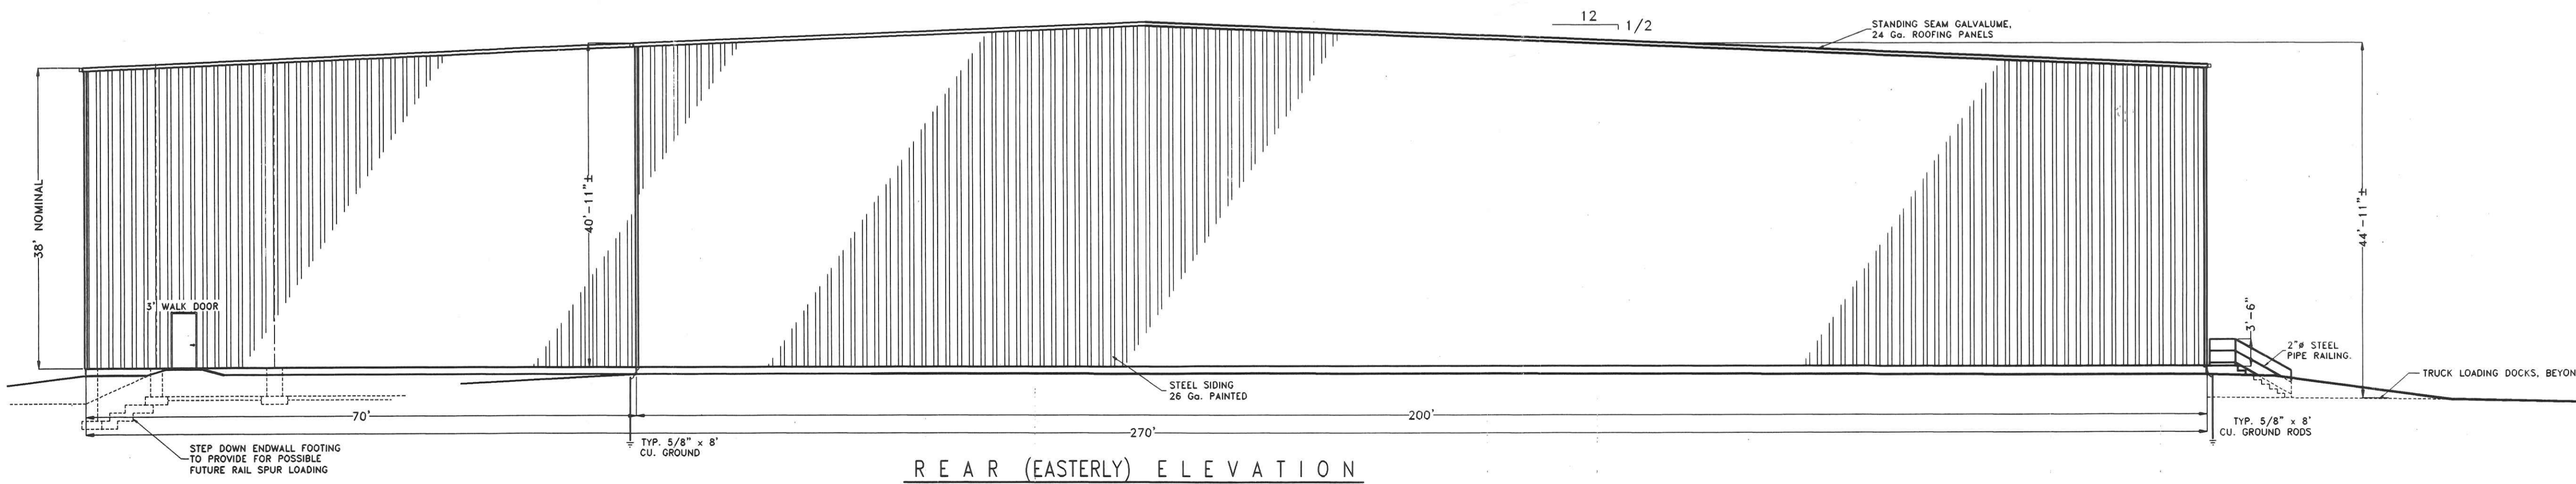 12
1/2
STANDING SEAM GALVALUME,
24 Ga. ROOFING PANELS
38' NOMINAL
40'-11"±
44'-11"±
3' WALK DOOR
3'-6"
2"ø STEEL
PIPE RAILING.
TRUCK LOADING DOCKS, BEYON
STEEL SIDING
26 Ga. PAINTED
70'
200'
270'
TYP. 5/8" x 8'
CU. GROUND
TYP. 5/8" x 8'
CU. GROUND RODS
STEP DOWN ENDWALL FOOTING
TO PROVIDE FOR POSSIBLE
FUTURE RAIL SPUR LOADING
REAR (EASTERLY) ELEVATION